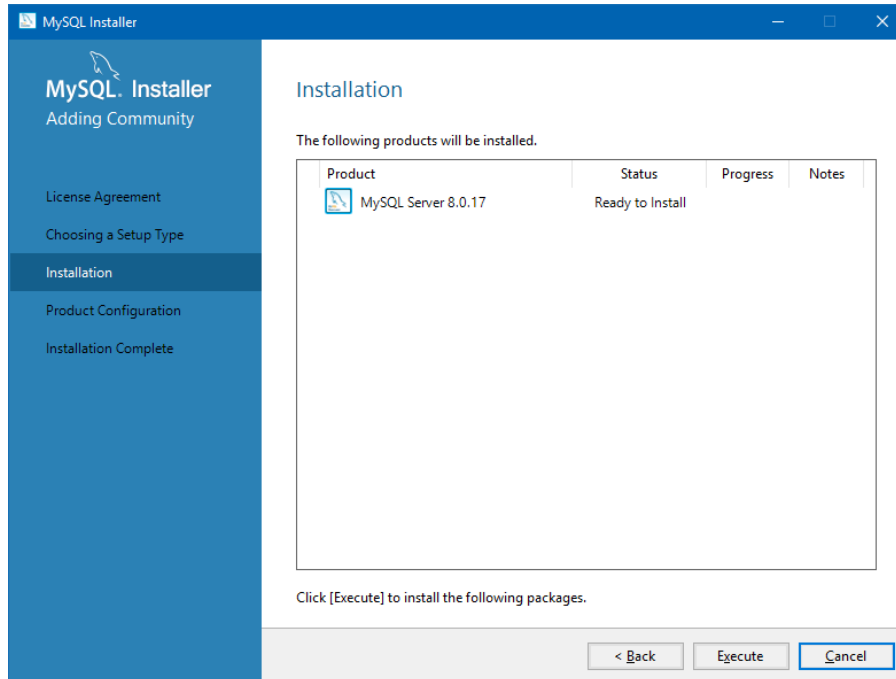 MySQL Installer
MySQL. Installer
Adding Community
License Agreement
Choosing a Setup Type
Installation
Product Configuration
Installation Complete
Installation
The following products will be installed.
Product Status Progress Notes
MySQL Server 8.0.17 Ready to Install
Click [Execute] to install the following packages.
< Back Execute Cancel